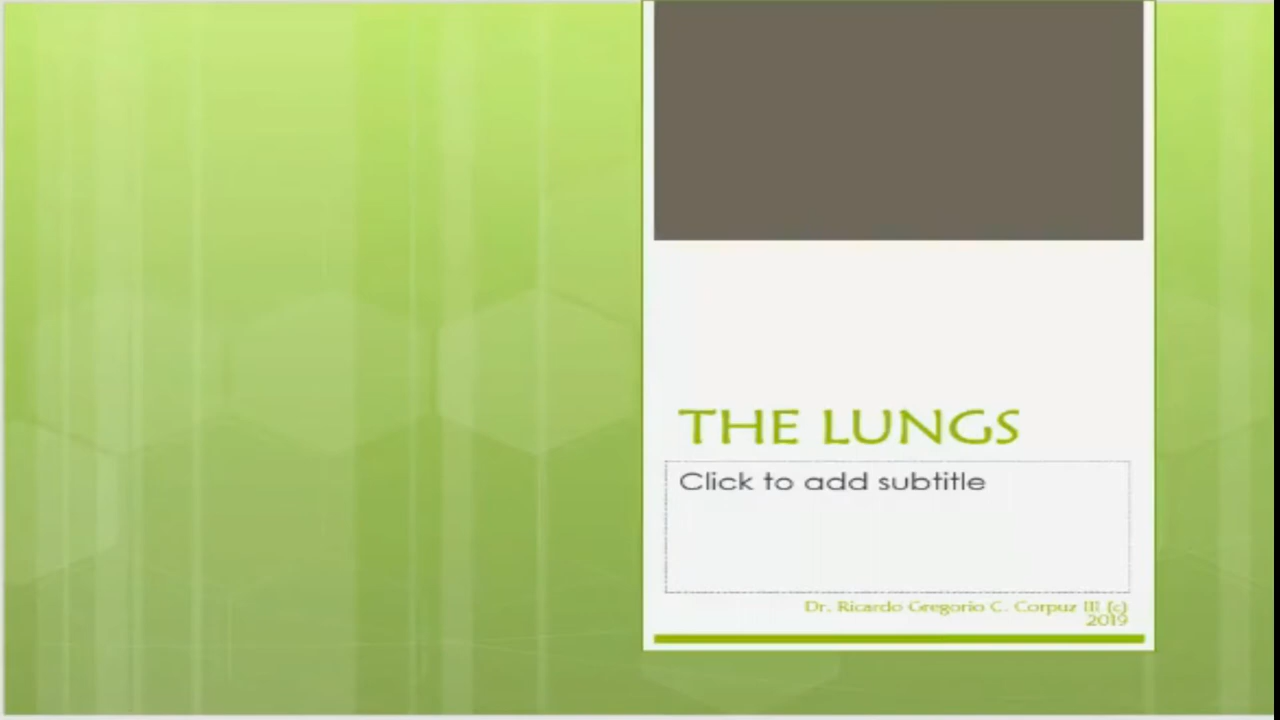 THE LUNGS
Click to add subtitle
Dr. Ricardo Gregorio C. Corpuz III (c)
2019